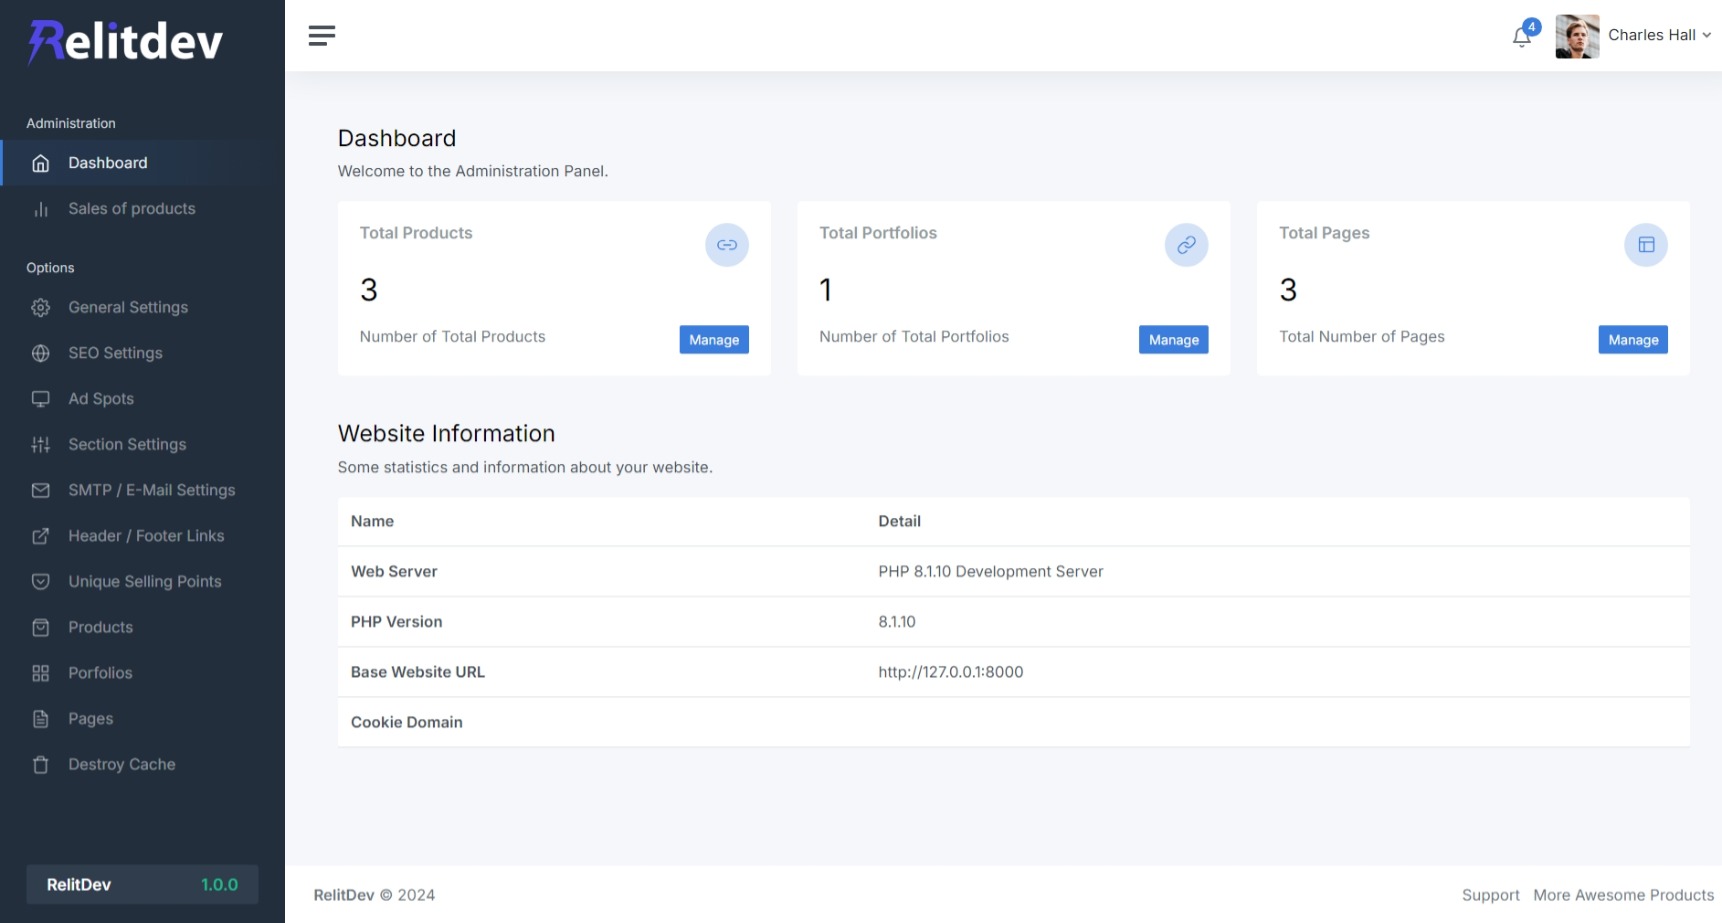 Relitdev
4
Charles Hall
Administration
Dashboard
Sales of products
Options
General Settings
SEO Settings
Ad Spots
Section Settings
SMTP / E-Mail Settings
Header / Footer Links
Unique Selling Points
Products
Porfolios
Pages
Destroy Cache
RelitDev 1.0.0
Dashboard
Welcome to the Administration Panel.
Total Products
3
Number of Total Products
Manage
Total Portfolios
1
Number of Total Portfolios
Manage
Total Pages
3
Total Number of Pages
Manage
Website Information
Some statistics and information about your website.
Name Detail
Web Server PHP 8.1.10 Development Server
PHP Version 8.1.10
Base Website URL http://127.0.0.1:8000
Cookie Domain
RelitDev © 2024
Support More Awesome Products